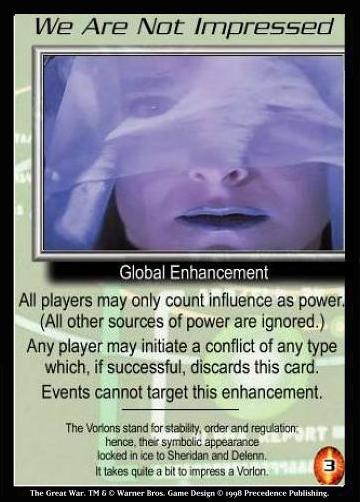 We Are Not Impressed
Global Enhancement
All players may only count influence as power.
(All other sources of power are ignored.)
Any player may initiate a conflict of any type
which, if successful, discards this card.
Events cannot target this enhancement.
The Vorlons stand for stability, order and regulation;
hence, their symbolic appearance
locked in ice to Sheridan and Delenn.
It takes quite a bit to impress a Vorlon.
3
The Great War. TM & © Warner Bros. Game Design © 1998 Precedence Publishing.